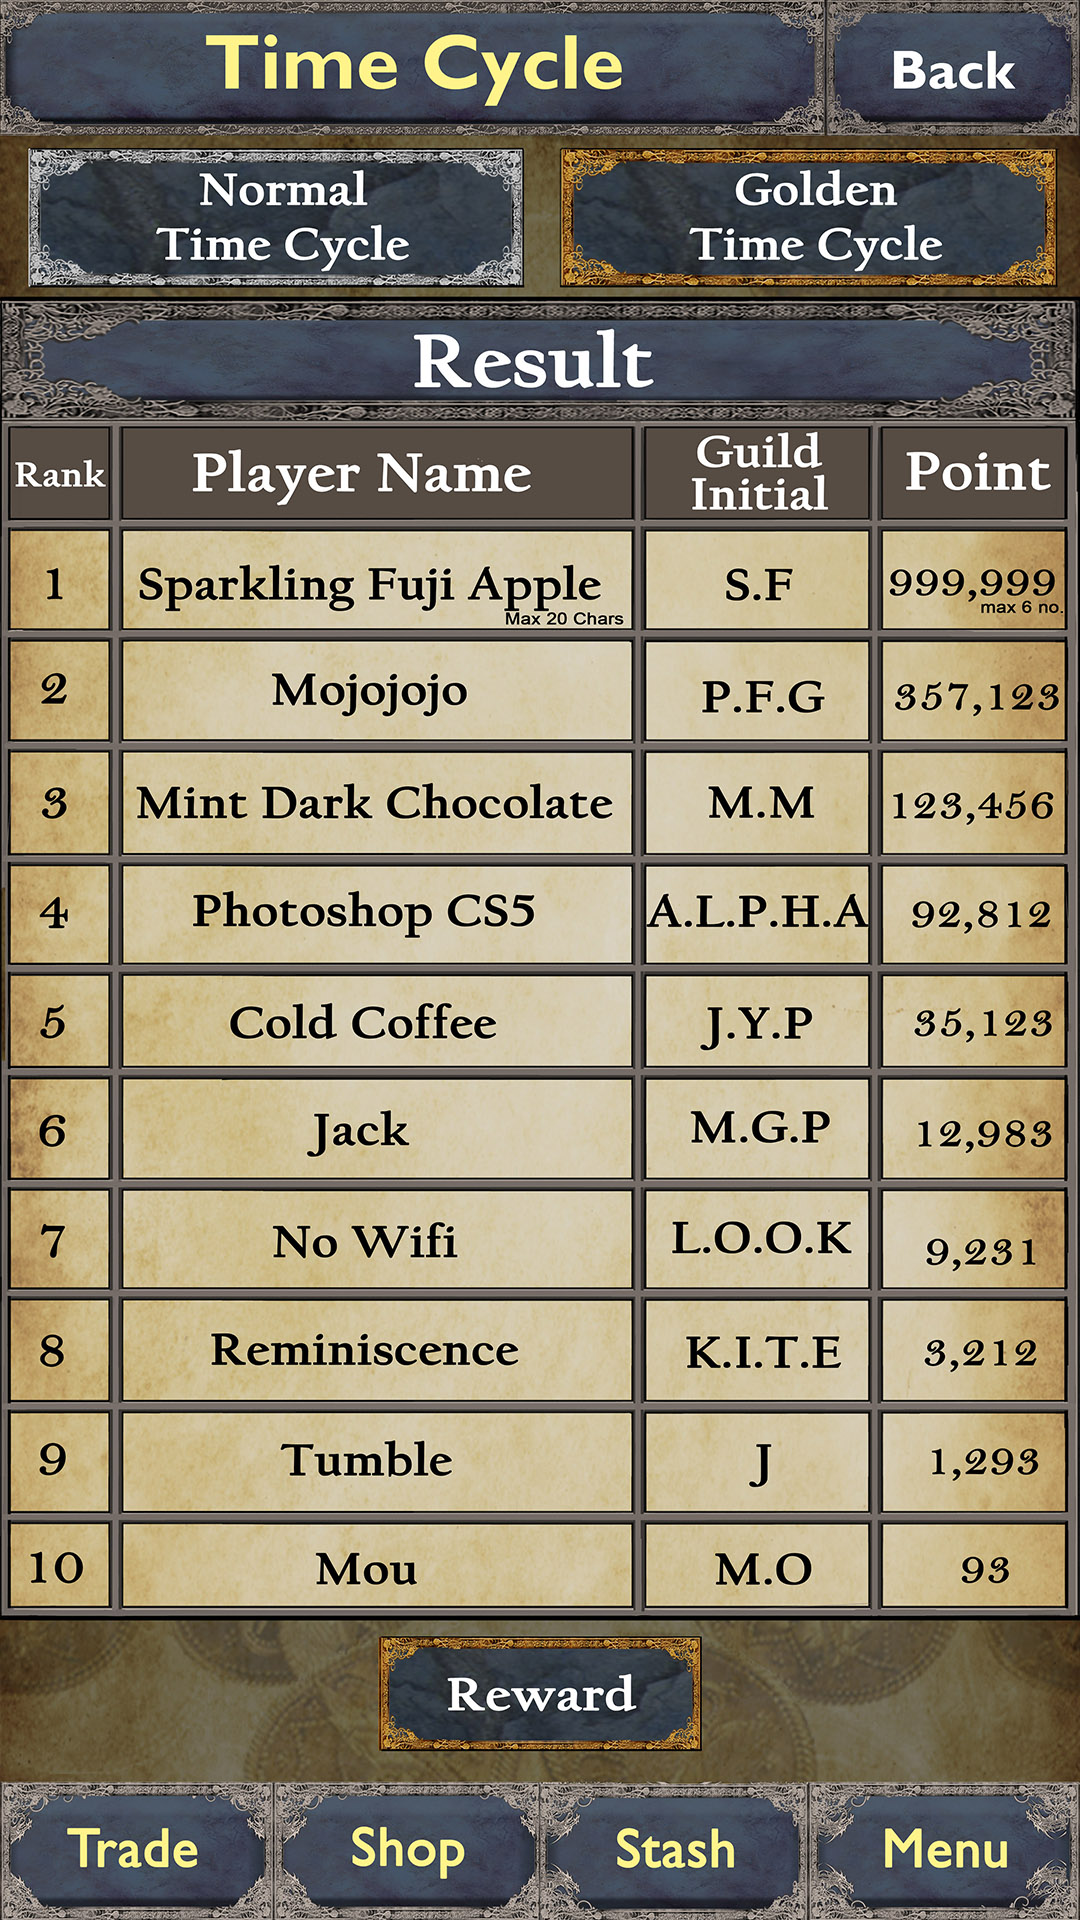 Time Cycle
Back
Normal
Time Cycle
Golden
Time Cycle
Result
Rank Player Name Guild Initial Point
1 Sparkling Fuji Apple S.F 999,999
Max 20 Chars max 6 no.
2 Mojojojo P.F.G 357,123
3 Mint Dark Chocolate M.M 123,456
4 Photoshop CS5 A.L.P.H.A 92,812
5 Cold Coffee J.Y.P 35,123
6 Jack M.G.P 12,983
7 No Wifi L.O.O.K 9,231
8 Reminiscence K.I.T.E 3,212
9 Tumble J 1,293
10 Mou M.O 93
Reward
Trade Shop Stash Menu